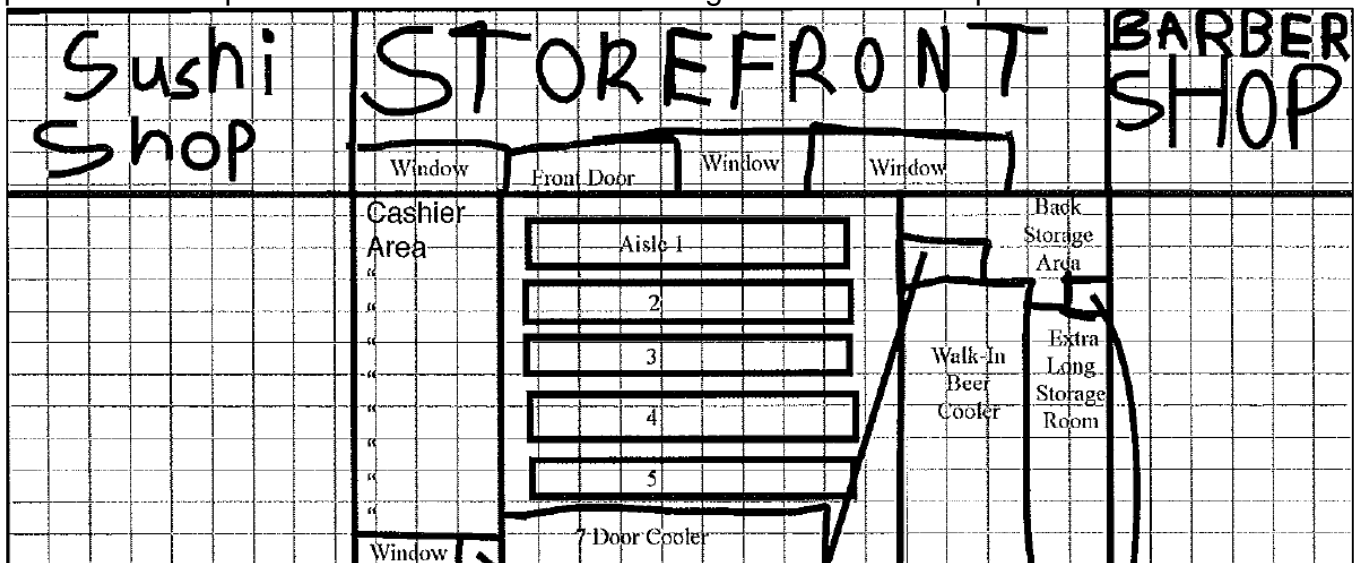 Sushi
Shop
STOREFRONT
BARBER
SHOP
Window
Front Door
Window
Window
Cashier
Area
"
"
"
"
"
"
"
"
Aisle 1
2
3
4
5
7 Door Cooler
Window
Back
Storage
Area
Walk-In
Beer
Cooler
Extra
Long
Storage
Room